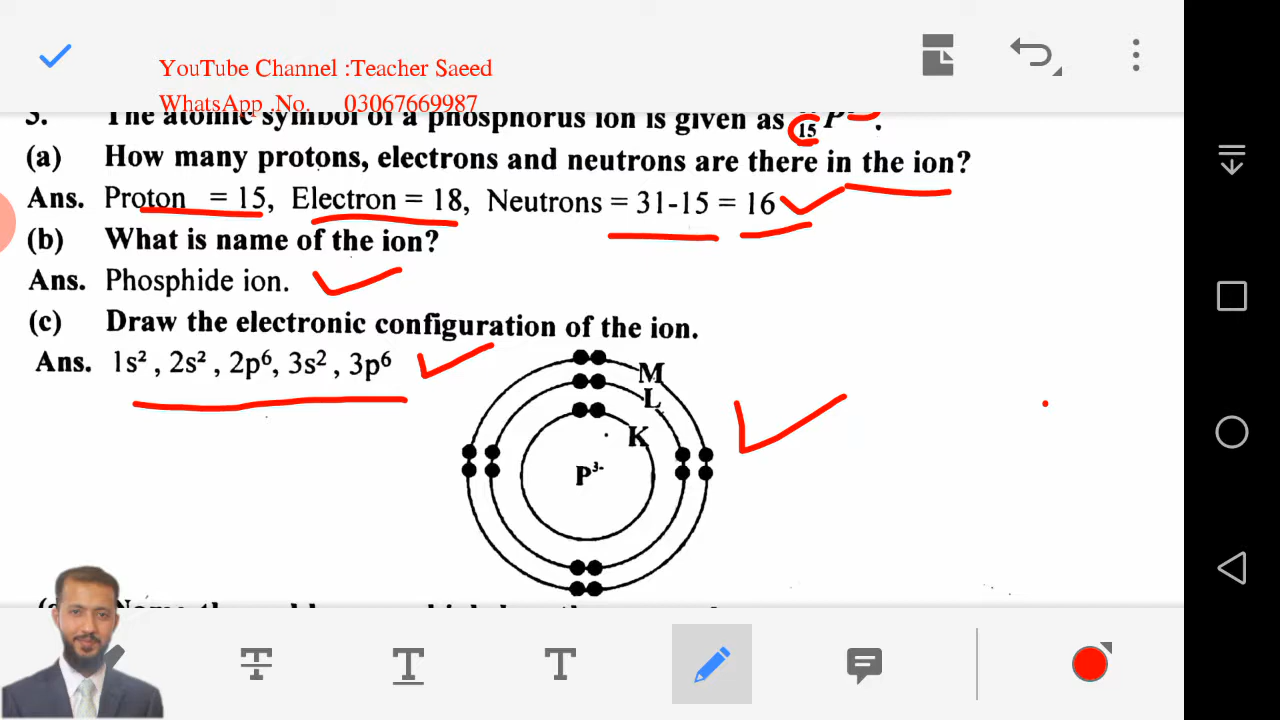 YouTube Channel :Teacher Saeed
WhatsApp .No. 03067669987
3. The atomic symbol of a phosphorus ion is given as 15 P .
(a) How many protons, electrons and neutrons are there in the ion?
Ans. Proton = 15, Electron = 18, Neutrons = 31-15 = 16
(b) What is name of the ion?
Ans. Phosphide ion.
(c) Draw the electronic configuration of the ion.
Ans. 1s², 2s², 2p⁶, 3s², 3p⁶
M
L
K
P³⁻
T T T